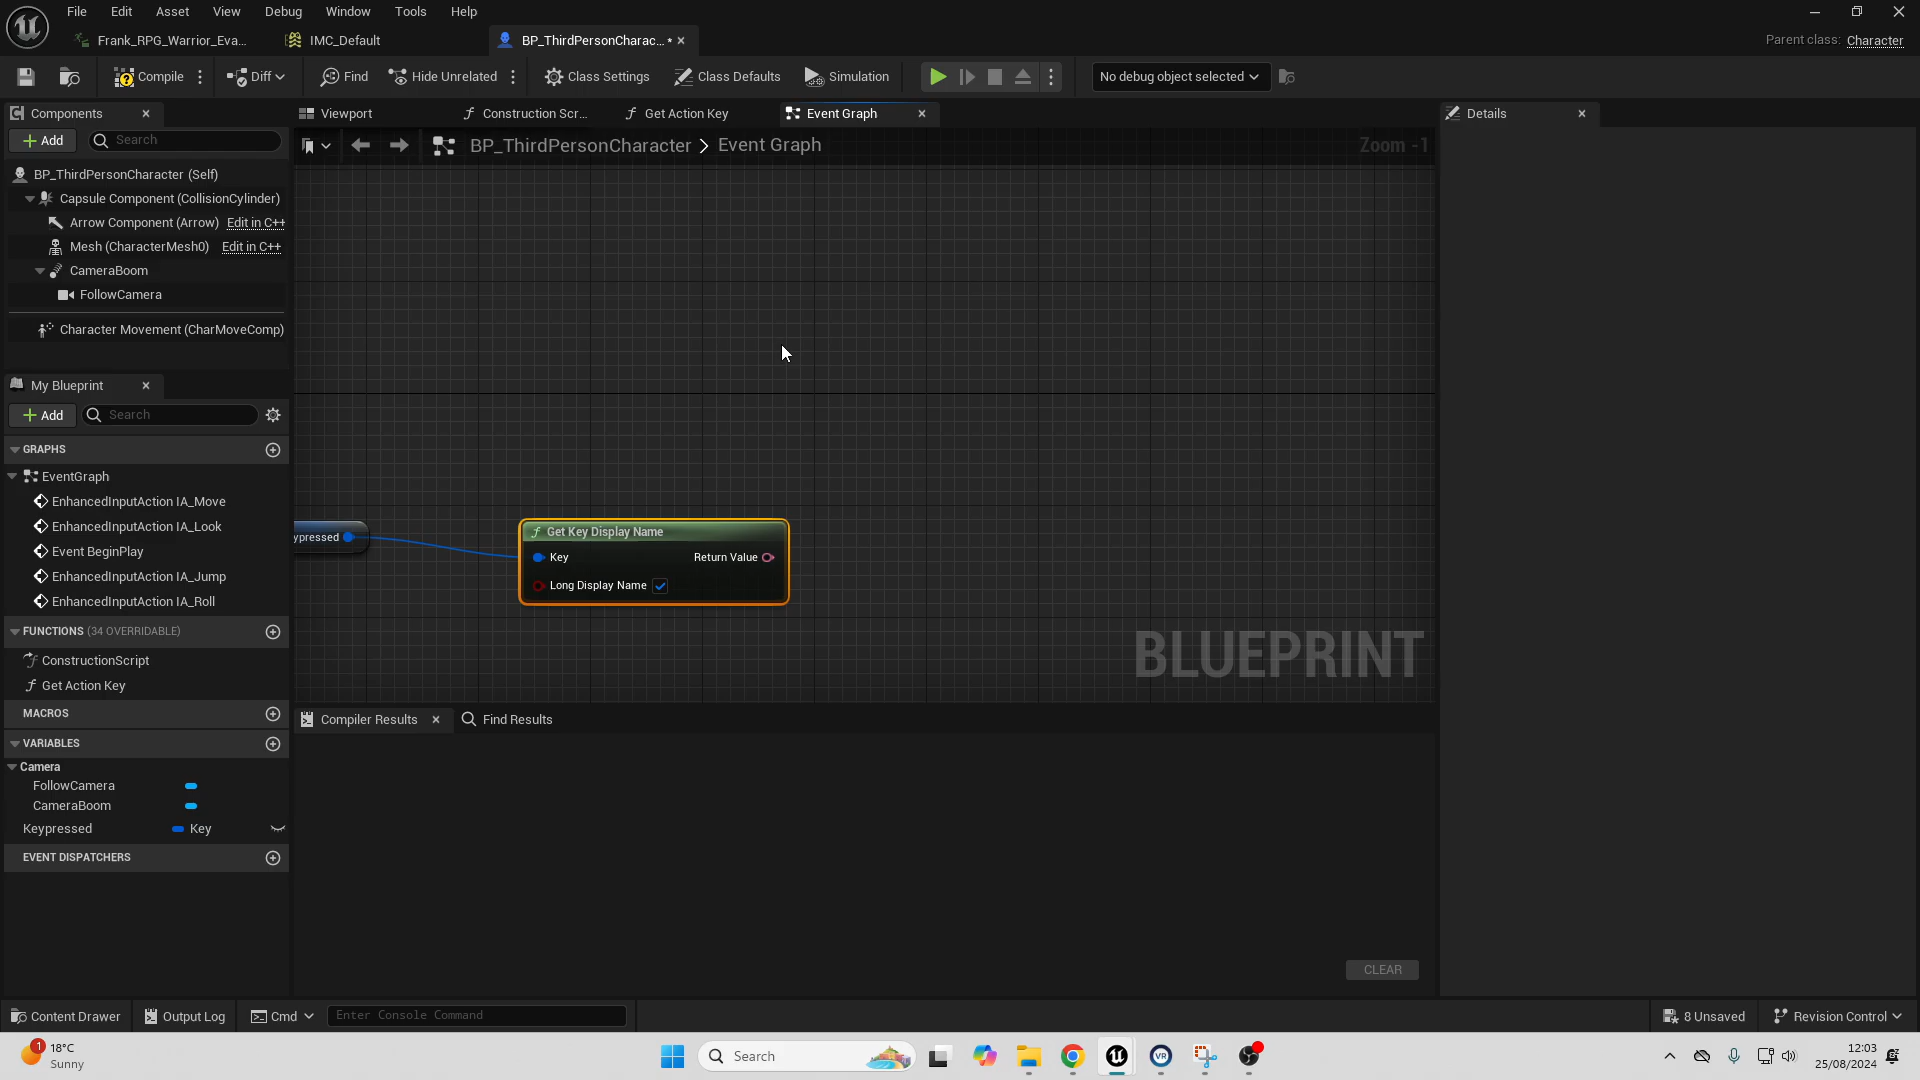 File Edit Asset View Debug Window Tools Help
Frank_RPG_Warrior_Eva... IMC_Default BP_ThirdPersonCharac... • Parent class: Character
Compile Diff Find Hide Unrelated Class Settings Class Defaults Simulation No debug object selected
Components Viewport Construction Scr... Get Action Key Event Graph Details
Add Search BP_ThirdPersonCharacter > Event Graph Zoom -1
BP_ThirdPersonCharacter (Self)
Capsule Component (CollisionCylinder)
Arrow Component (Arrow) Edit in C++
Mesh (CharacterMesh0) Edit in C++
CameraBoom
FollowCamera
Character Movement (CharMoveComp)
My Blueprint
Add Search
GRAPHS
EventGraph
EnhancedInputAction IA_Move
EnhancedInputAction IA_Look
Event BeginPlay
EnhancedInputAction IA_Jump
EnhancedInputAction IA_Roll
FUNCTIONS (34 OVERRIDABLE)
ConstructionScript
Get Action Key
MACROS
VARIABLES
Camera
FollowCamera
CameraBoom
Keypressed Key
EVENT DISPATCHERS
ypressed
Get Key Display Name
Key Return Value
Long Display Name
BLUEPRINT
Compiler Results Find Results
CLEAR
Content Drawer Output Log Cmd Enter Console Command 8 Unsaved Revision Control
1 18°C
Sunny
Search
12:03
25/08/2024